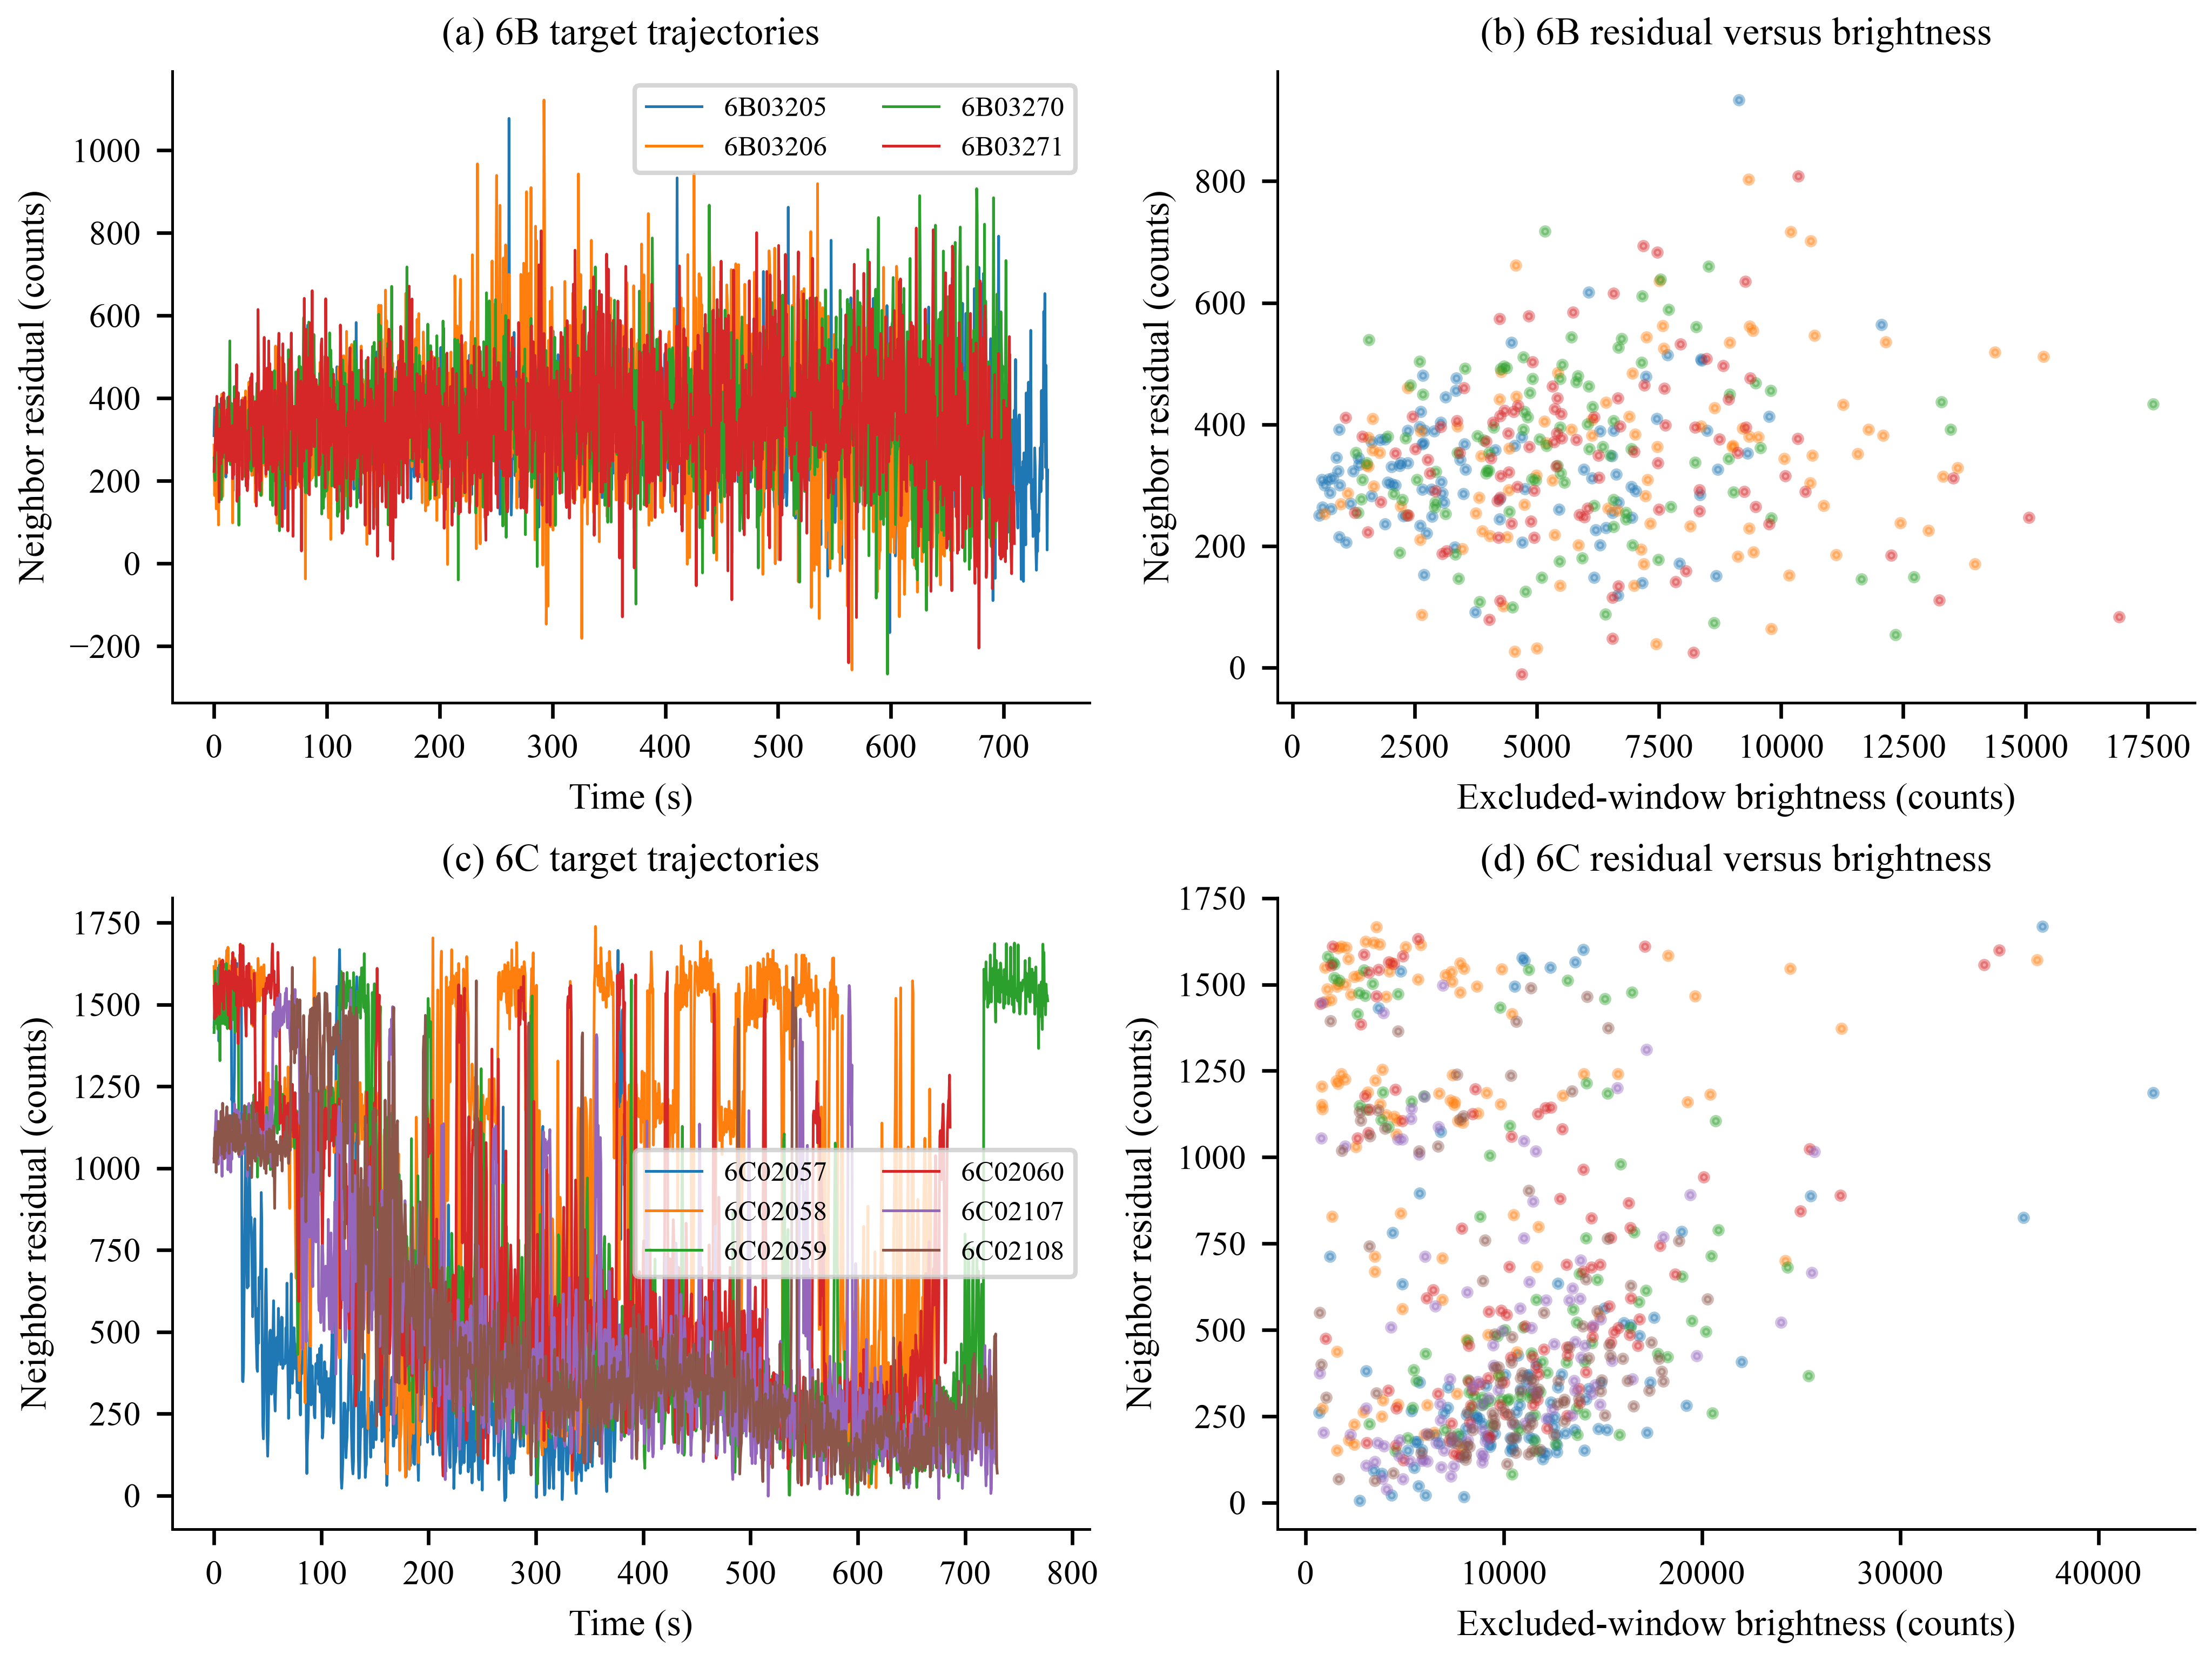 (a) 6B target trajectories
Neighbor residual (counts)
1000
800
600
400
200
0
−200
6B03205
6B03206
6B03270
6B03271
0 100 200 300 400 500 600 700
Time (s)
(b) 6B residual versus brightness
Neighbor residual (counts)
800
600
400
200
0
0 2500 5000 7500 10000 12500 15000 17500
Excluded-window brightness (counts)
(c) 6C target trajectories
Neighbor residual (counts)
1750
1500
1250
1000
750
500
250
0
6C02057
6C02058
6C02059
6C02060
6C02107
6C02108
0 100 200 300 400 500 600 700 800
Time (s)
(d) 6C residual versus brightness
Neighbor residual (counts)
1750
1500
1250
1000
750
500
250
0
0 10000 20000 30000 40000
Excluded-window brightness (counts)